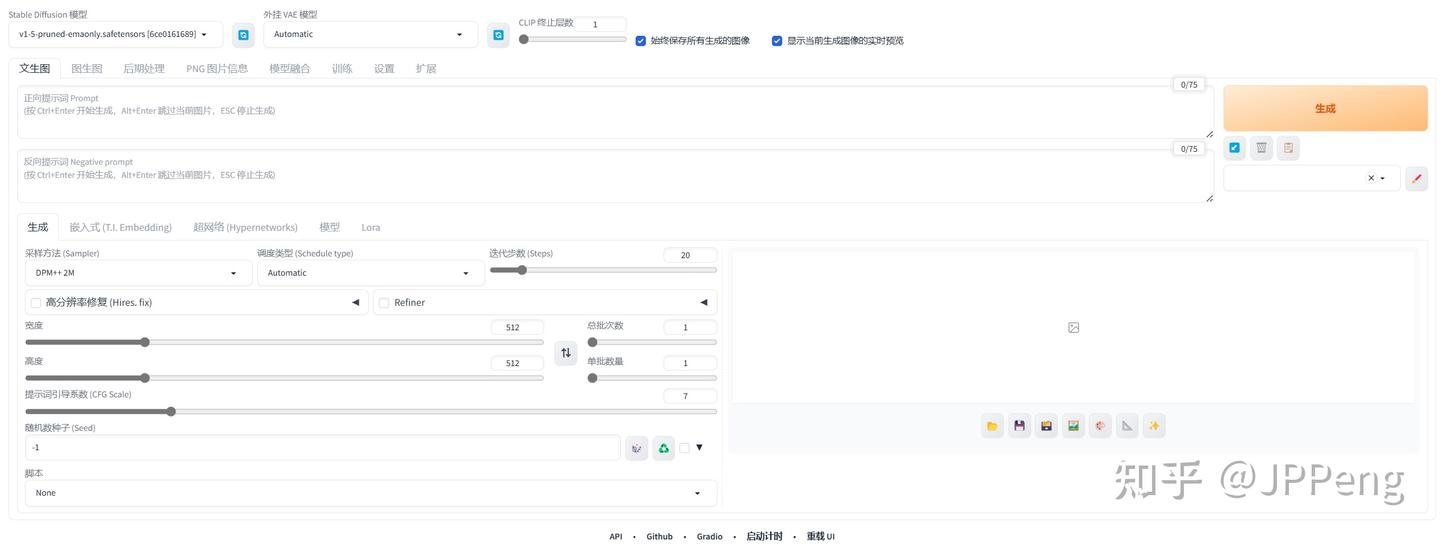 Stable Diffusion 模型
外挂 VAE 模型
CLIP 终止层数
1
v1-5-pruned-emaonly.safetensors [6ce0161689]
Automatic
始终保存所有生成的图像
显示当前生成图像的实时预览
文生图
图生图
后期处理
PNG 图片信息
模型融合
训练
设置
扩展
0/75
正向提示词 Prompt
(按 Ctrl+Enter 开始生成，Alt+Enter 跳过当前图片，ESC 停止生成)
生成
0/75
反向提示词 Negative prompt
(按 Ctrl+Enter 开始生成，Alt+Enter 跳过当前图片，ESC 停止生成)
生成
嵌入式 (T.I. Embedding)
超网络 (Hypernetworks)
模型
Lora
采样方法 (Sampler)
调度类型 (Schedule type)
迭代步数 (Steps)
20
DPM++ 2M
Automatic
高分辨率修复 (Hires. fix)
Refiner
宽度
512
总批次数
1
高度
512
单批数量
1
提示词引导系数 (CFG Scale)
7
随机数种子 (Seed)
-1
脚本
None
知乎 @JPPeng
API • Github • Gradio • 启动计时 • 重载 UI